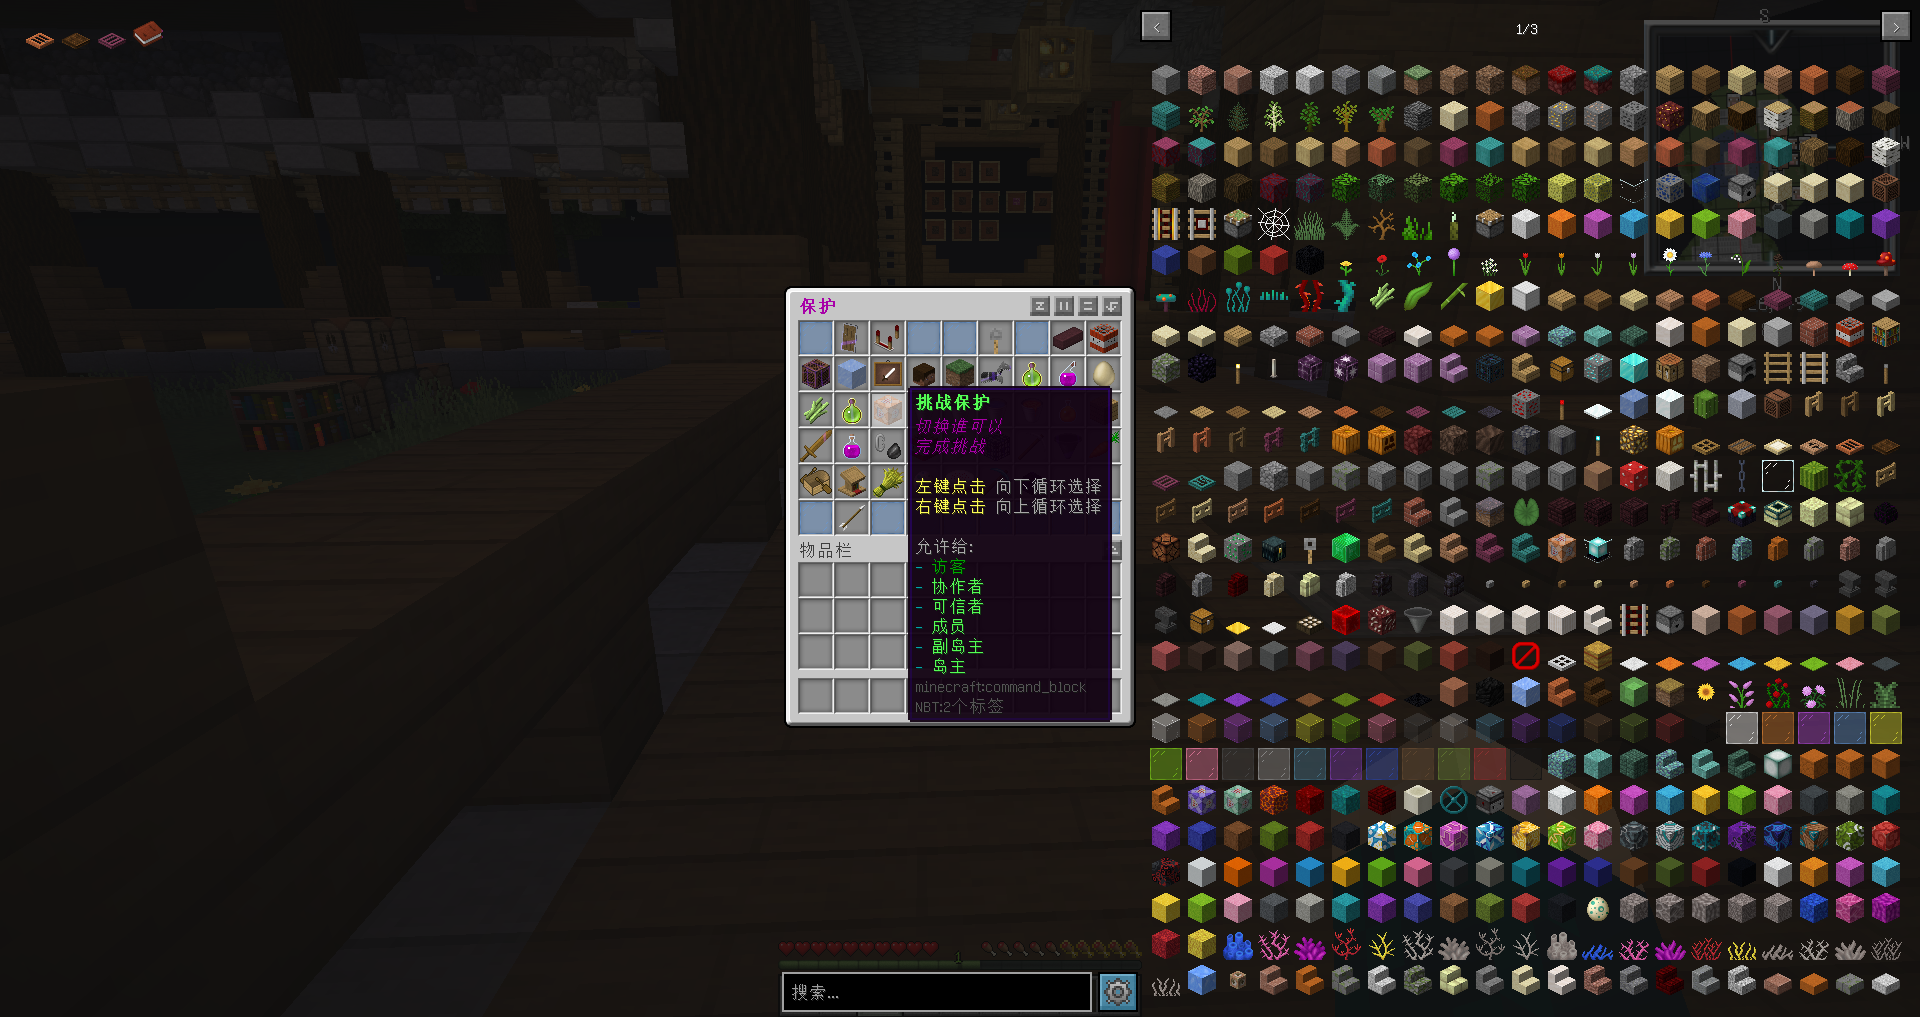 1/3
S
保护
挑战保护
切换谁可以
完成挑战
左键点击 向下循环选择
右键点击 向上循环选择
物品栏
允许给:
- 访客
- 协作者
- 可信者
- 成员
- 副岛主
- 岛主
minecraft:command_block
NBT:2个标签
1
搜索...